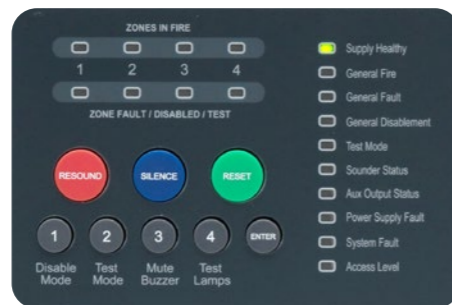 ZONES IN FIRE
1 2 3 4
ZONE FAULT / DISABLED / TEST
RESOUND SILENCE RESET
1 2 3 4 ENTER
Disable Mode
Test Mode
Mute Buzzer
Test Lamps
Supply Healthy
General Fire
General Fault
General Disablement
Test Mode
Sounder Status
Aux Output Status
Power Supply Fault
System Fault
Access Level